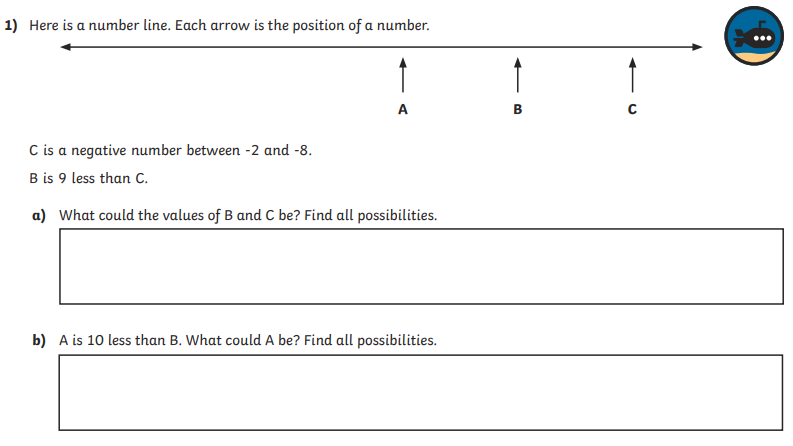 1) Here is a number line. Each arrow is the position of a number.
A B C
C is a negative number between -2 and -8.
B is 9 less than C.
a) What could the values of B and C be? Find all possibilities.
b) A is 10 less than B. What could A be? Find all possibilities.